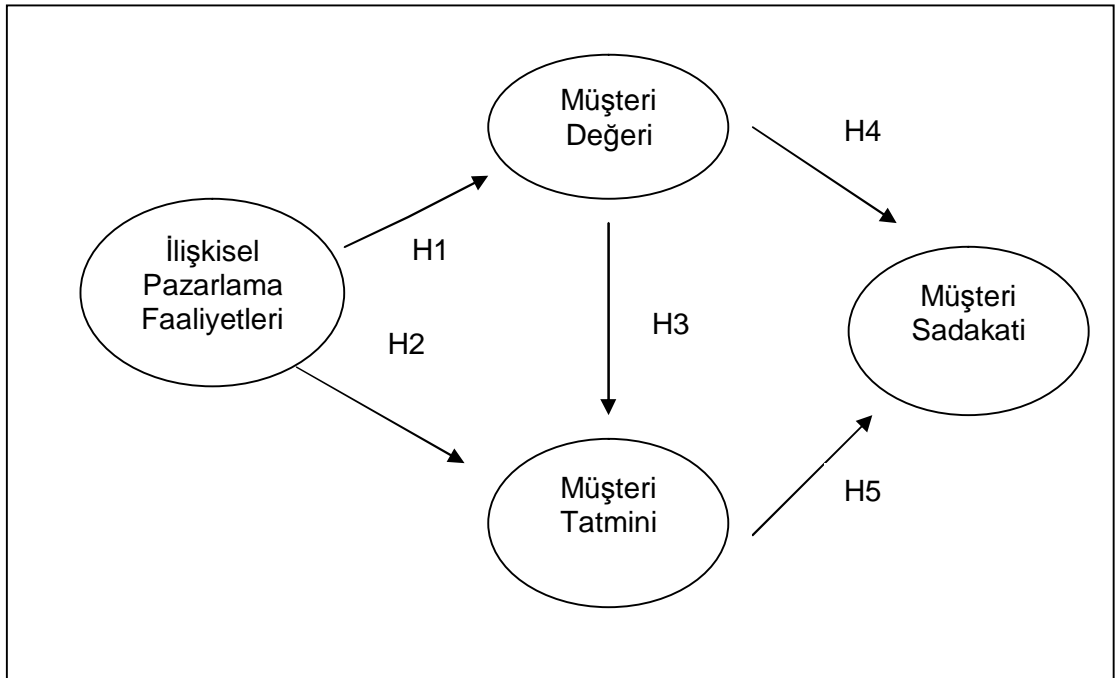 Müşteri
Değeri
H4
İlişkisel
Pazarlama
Faaliyetleri
H1
Müşteri
Sadakati
H3
H2
Müşteri
Tatmini
H5